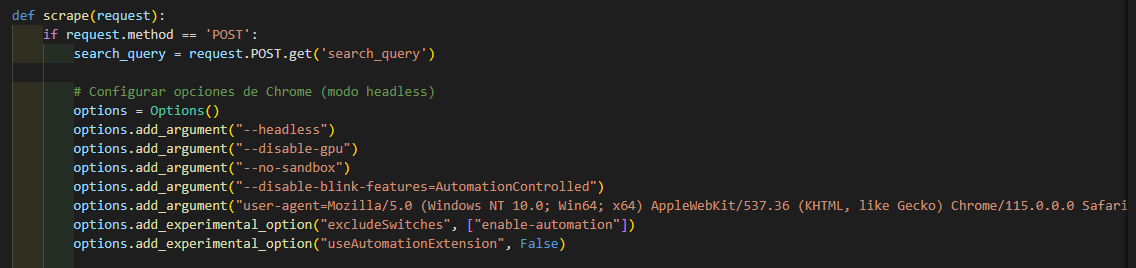 def scrape(request):
    if request.method == 'POST':
        search_query = request.POST.get('search_query')

        # Configurar opciones de Chrome (modo headless)
        options = Options()
        options.add_argument("--headless")
        options.add_argument("--disable-gpu")
        options.add_argument("--no-sandbox")
        options.add_argument("--disable-blink-features=AutomationControlled")
        options.add_argument("user-agent=Mozilla/5.0 (Windows NT 10.0; Win64; x64) AppleWebKit/537.36 (KHTML, like Gecko) Chrome/115.0.0.0 Safari
        options.add_experimental_option("excludeSwitches", ["enable-automation"])
        options.add_experimental_option("useAutomationExtension", False)